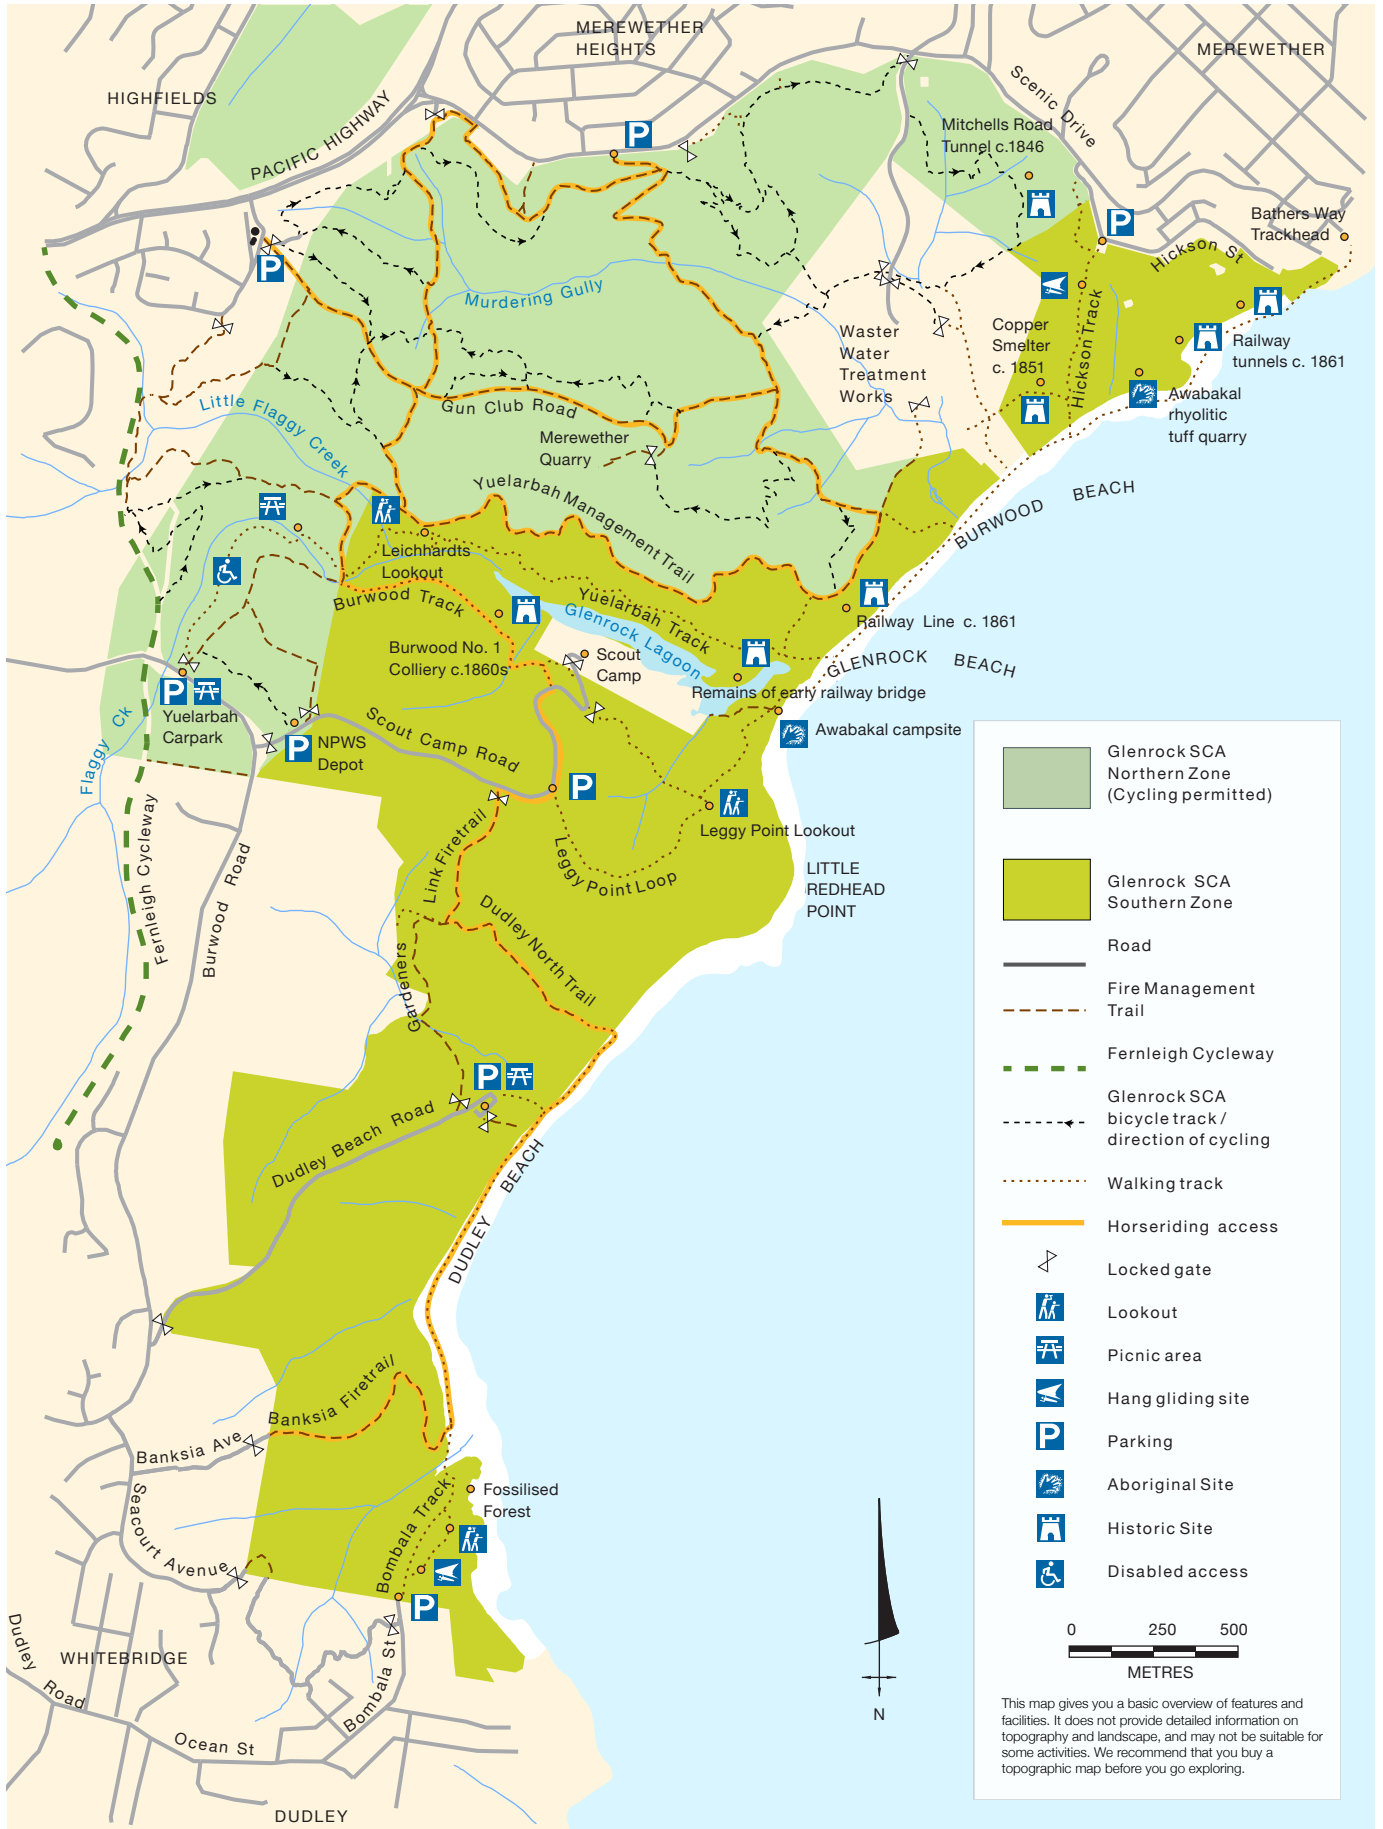 MEREWETHER
HEIGHTS
MEREWETHER
HIGHFIELDS
PACIFIC HIGHWAY
Scenic Drive
P
Mitchells Road
Tunnel c.1846
P
Bathers Way
Trackhead
Hickson St
P
Murdering Gully
Hickson Track
Waster
Water
Treatment
Works
Copper
Smelter
c. 1851
Railway
tunnels c. 1861
Awabakal
rhyolitic
tuff quarry
Little Flaggy Creek
Gun Club Road
Merewether
Quarry
Yuelarbah Management Trail
BURWOOD BEACH
Leichhardts
Lookout
Burwood Track
Yuelarbah Track
Glenrock Lagoon
Railway Line c. 1861
Burwood No. 1
Colliery c.1860s
Scout
Camp
GLENROCK BEACH
Remains of early railway bridge
P
Yuelarbah
Carpark
Flaggy Ck
P
NPWS
Depot
Scout Camp Road
Awabakal campsite
P
Leggy Point Lookout
Link Firetrail
Leggy Point Loop
LITTLE
REDHEAD
POINT
Fernleigh Cycleway
Burwood Road
Gardeners
Dudley North Trail
P
Dudley Beach Road
DUDLEY BEACH
Banksia Firetrail
Banksia Ave
Seacourt Avenue
Fossilised
Forest
Bombala Track
P
WHITEBRIDGE
Dudley Road
Bombala St
Ocean St
DUDLEY
Glenrock SCA
Northern Zone
(Cycling permitted)
Glenrock SCA
Southern Zone
Road
Fire Management
Trail
Fernleigh Cycleway
Glenrock SCA
bicycle track /
direction of cycling
Walking track
Horseriding access
Locked gate
Lookout
Picnic area
Hang gliding site
P
Parking
Aboriginal Site
Historic Site
Disabled access
0 250 500
METRES
N
This map gives you a basic overview of features and
facilities. It does not provide detailed information on
topography and landscape, and may not be suitable for
some activities. We recommend that you buy a
topographic map before you go exploring.